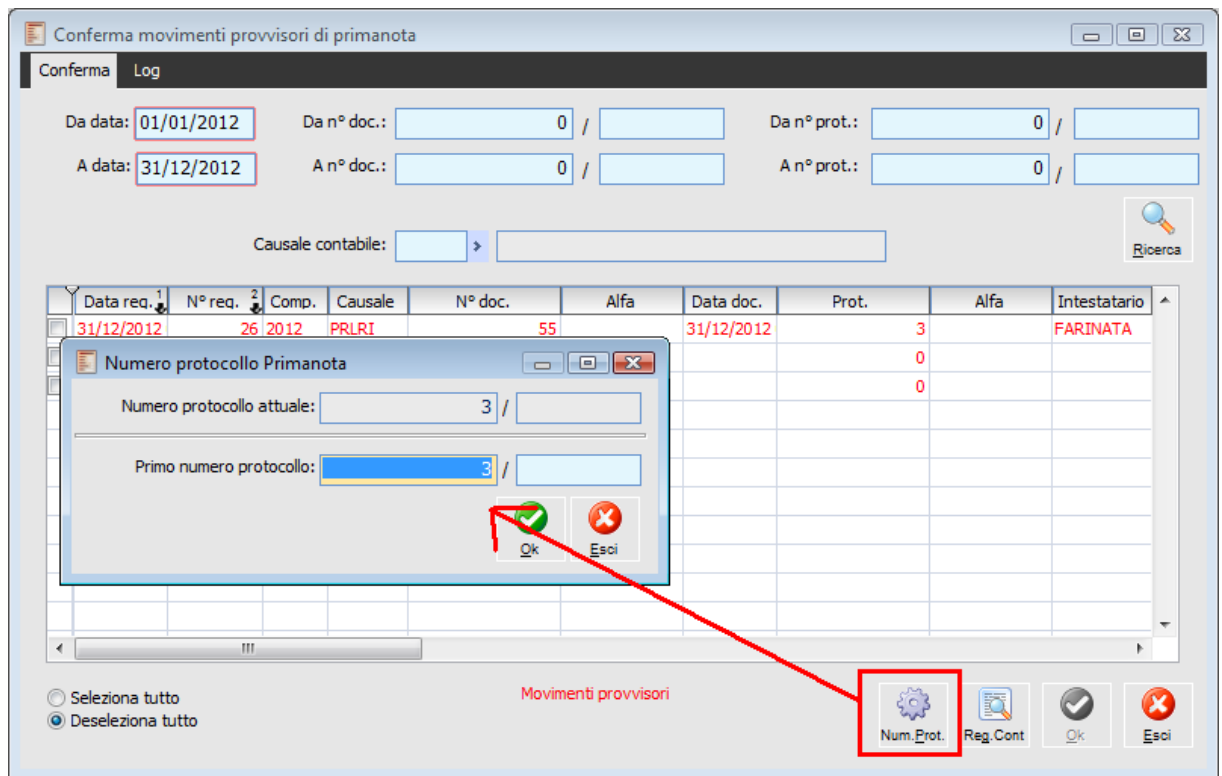 Conferma movimenti provvisori di primanota
Conferma Log
Da data: 01/01/2012 Da n° doc.: 0 / Da n° prot.: 0 /
A data: 31/12/2012 A n° doc.: 0 / A n° prot.: 0 /
Ricerca
Causale contabile:
Data reg. 1 N° reg. 2 Comp. Causale N° doc. Alfa Data doc. Prot. Alfa Intestatario
31/12/2012 26 2012 PRLRI 55 31/12/2012 3 FARINATA
0
0
Numero protocollo Primanota
Numero protocollo attuale: 3 /
Primo numero protocollo: 3 /
Ok Esci
Seleziona tutto
Deseleziona tutto
Movimenti provvisori
Num.Prot. Reg.Cont Ok Esci